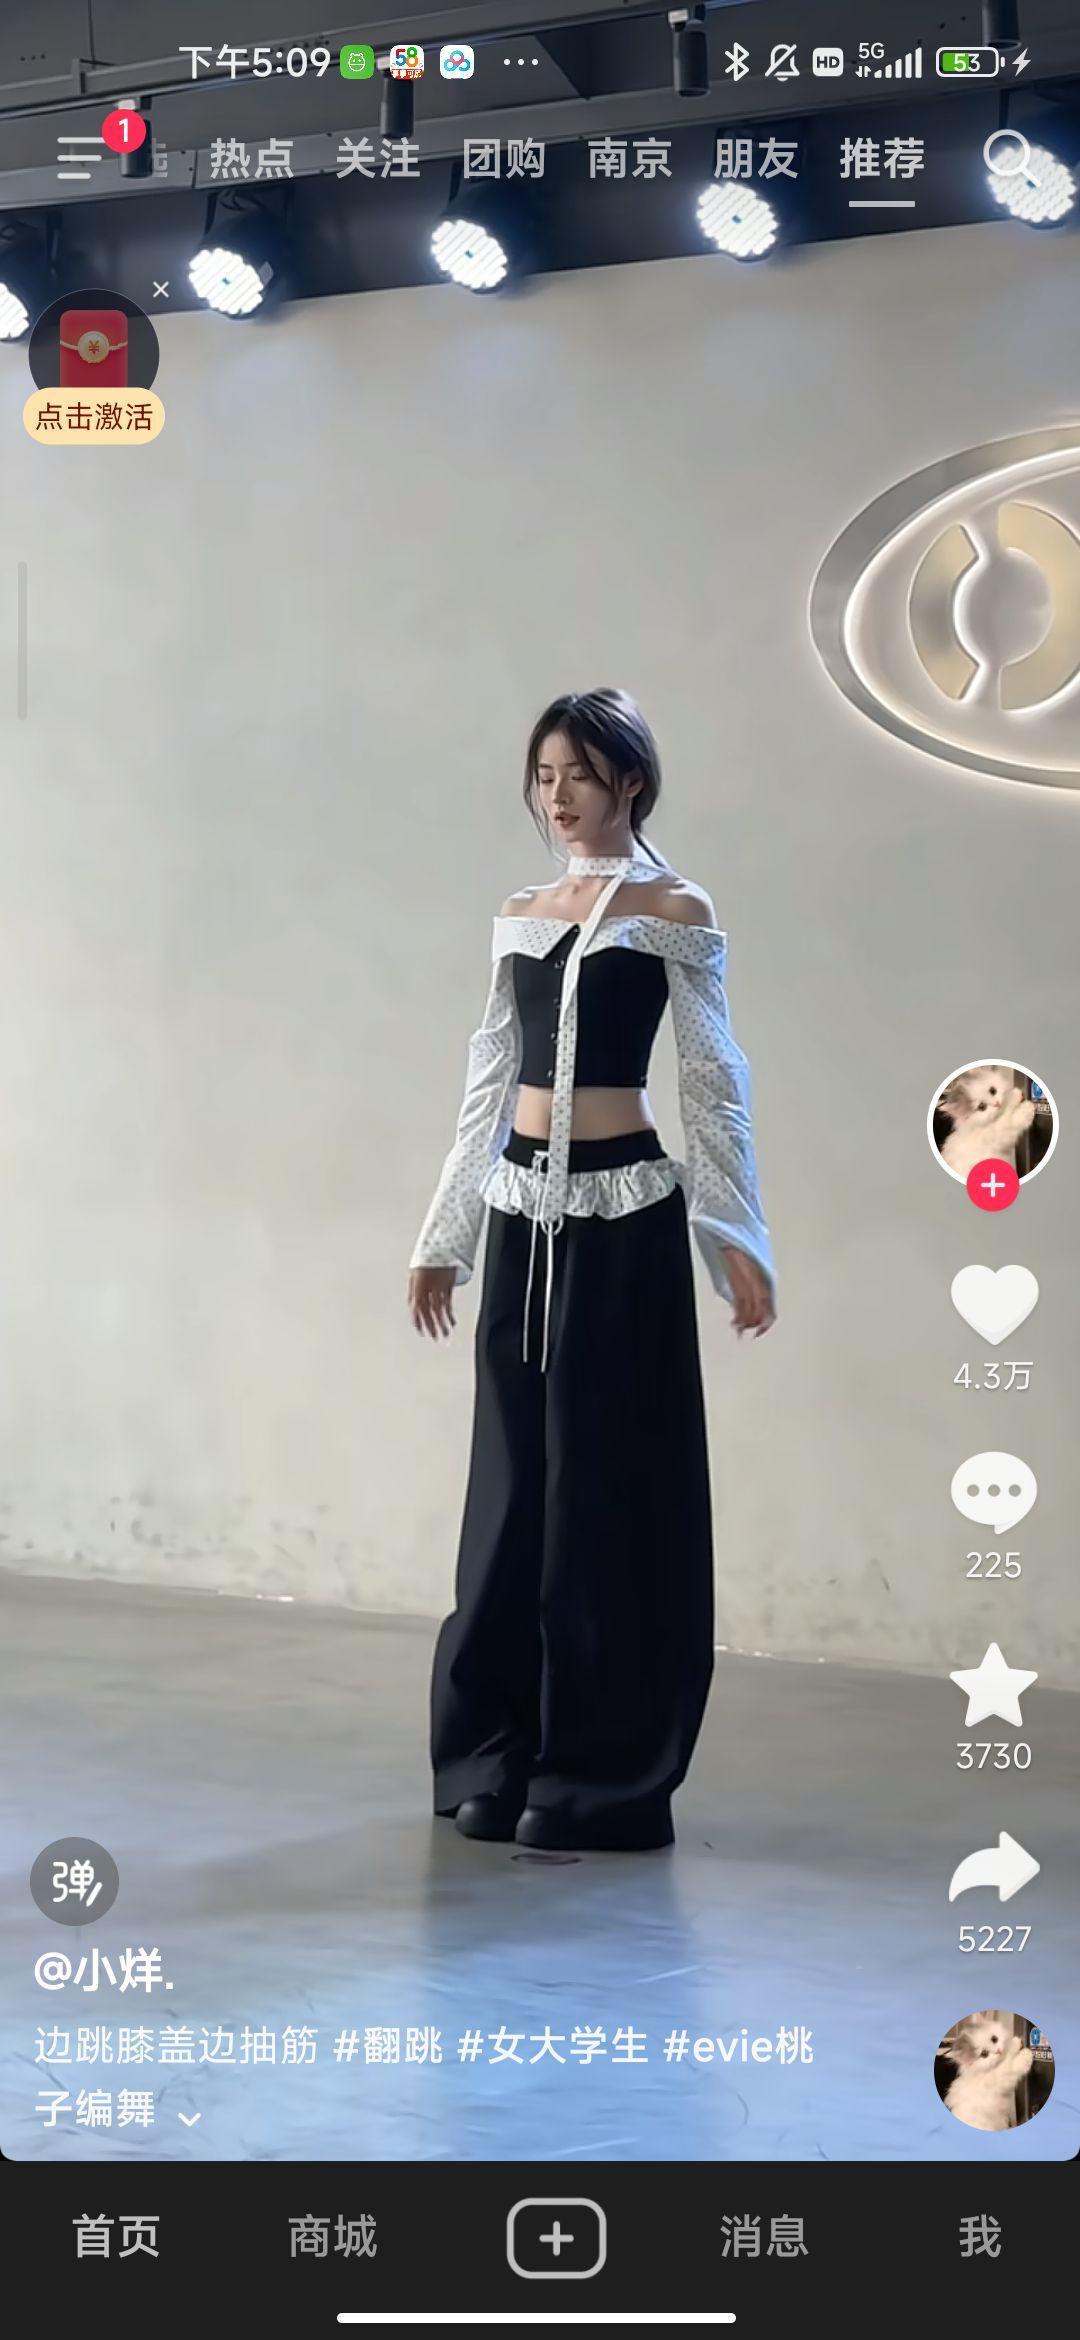 下午5:09
58
HD
5G
53
1
热点 关注 团购 南京 朋友 推荐
点击激活
4.3万
225
3730
5227
弹
@小烊.
边跳膝盖边抽筋 #翻跳 #女大学生 #evie桃
子编舞
首页 商城 消息 我